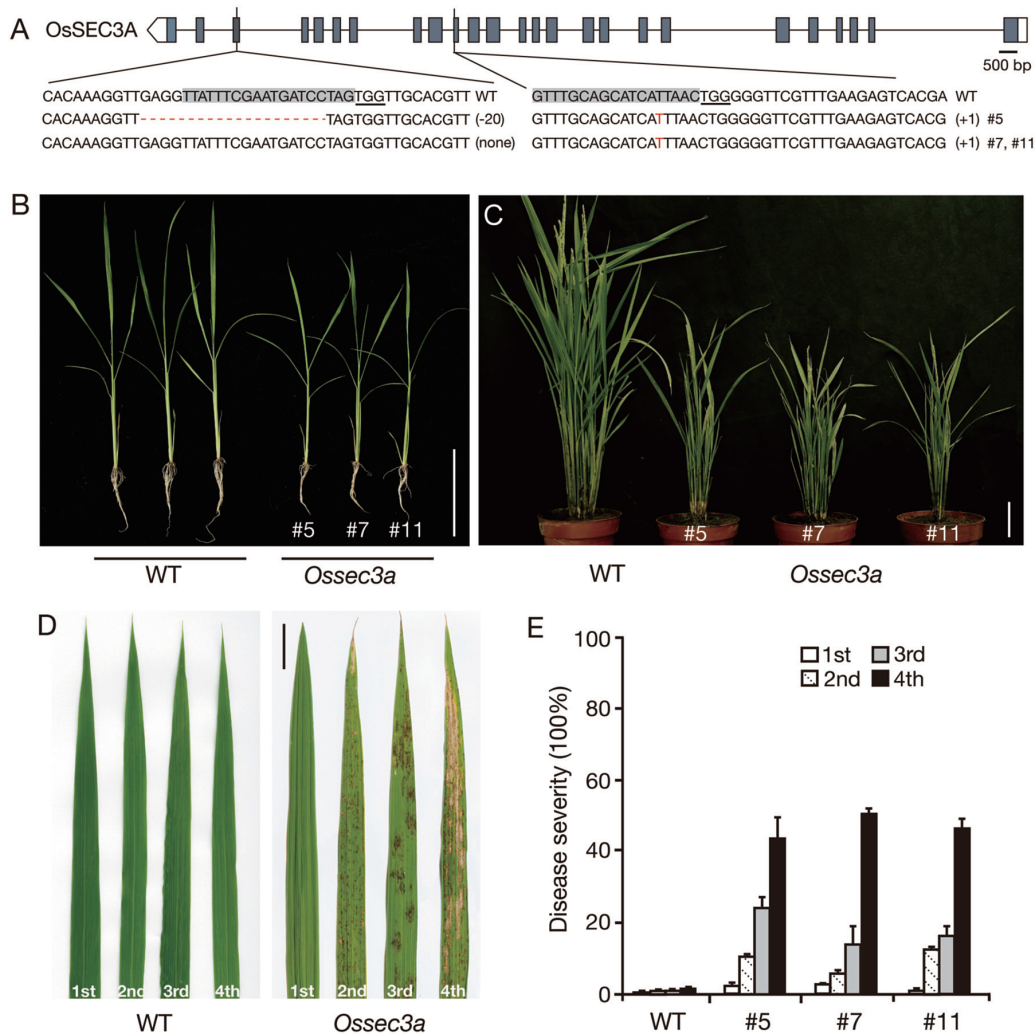 A
OsSEC3A
500 bp
CACAAAGGTTGAGGTTATTTCGAATGATCCTAGTGGTTGCACGTT WT
GTTTGCAGCATCATTAACTGGGGGTTCGTTTGAAGAGTCACGA WT
CACAAAGGTT--------------------TAGTGGTTGCACGTT (-20)
GTTTGCAGCATCATTTAACTGGGGGTTCGTTTGAAGAGTCACG (+1) #5
CACAAAGGTTGAGGTTATTTCGAATGATCCTAGTGGTTGCACGTT (none)
GTTTGCAGCATCATTTAACTGGGGGTTCGTTTGAAGAGTCACG (+1) #7, #11
B
#5 #7 #11
WT Ossec3a
C
#5 #7 #11
WT Ossec3a
D
1st 2nd 3rd 4th
1st 2nd 3rd 4th
WT Ossec3a
E
Disease severity (100%)
100
80
60
40
20
0
1st 3rd
2nd 4th
WT #5 #7 #11